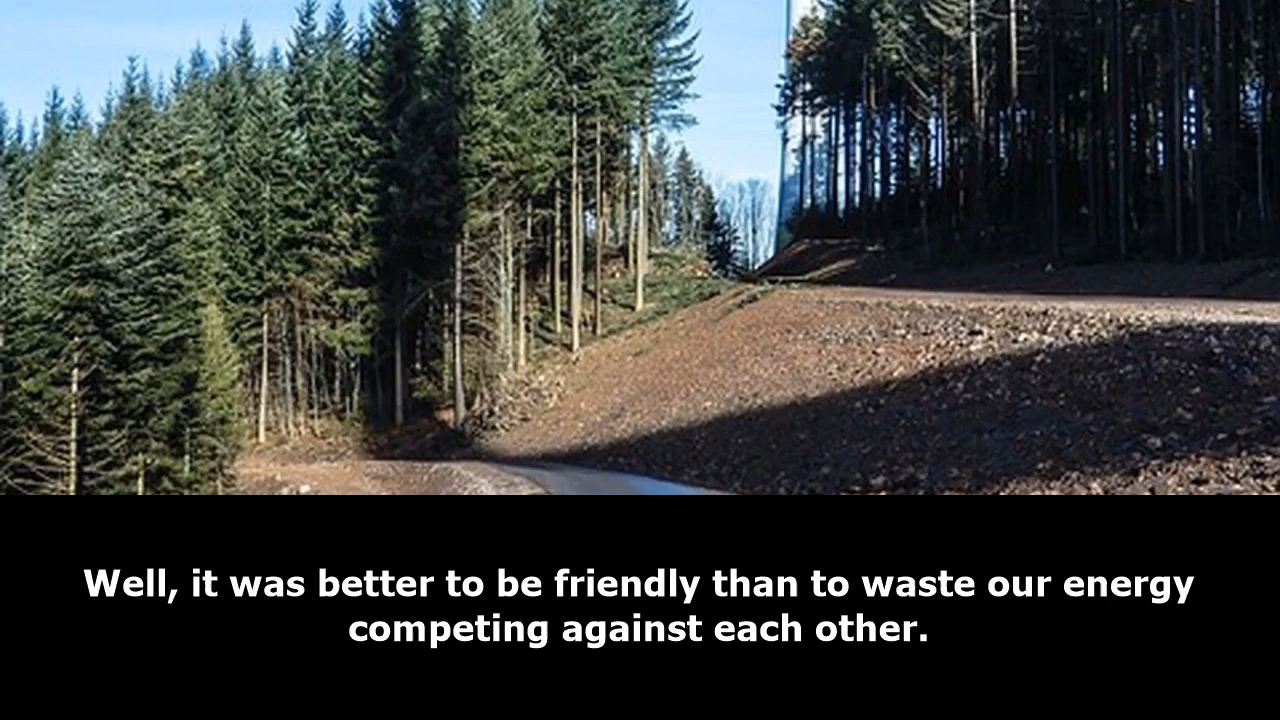 Well, it was better to be friendly than to waste our energy
competing against each other.